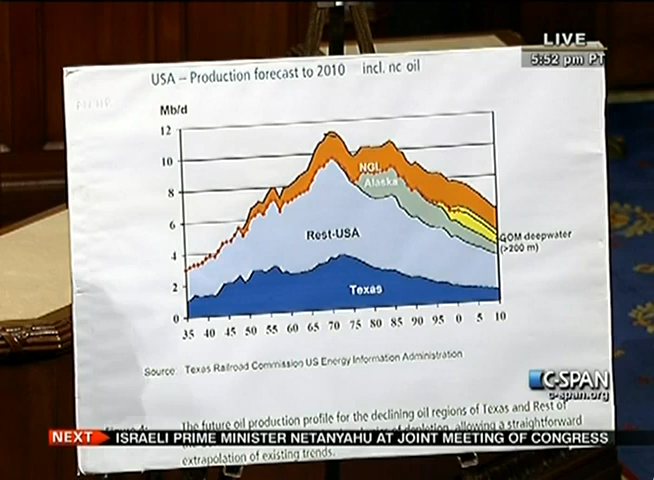 LIVE
5:52 pm PT
USA – Production forecast to 2010 incl. nc oil
Mb/d
12
10
8
6
4
2
0
NGL
Alaska
Rest-USA
Texas
GOM deepwater
(>200 m)
35 40 45 50 55 60 65 70 75 80 85 90 95 0 5 10
Source: Texas Railroad Commission US Energy Information Administration
C-SPAN
c-span.org
The future oil production profile for the declining oil regions of Texas and Rest of
depletion, allowing a straightforward
NEXT ISRAELI PRIME MINISTER NETANYAHU AT JOINT MEETING OF CONGRESS
extrapolation of existing trends.